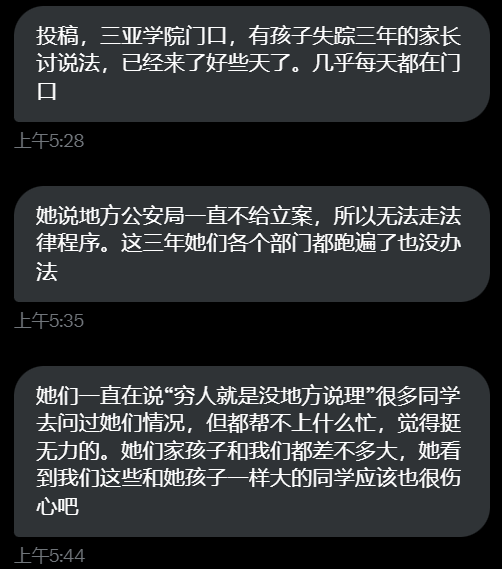 投稿，三亚学院门口，有孩子失踪三年的家长
讨说法，已经来了好些天了。几乎每天都在门
口
上午5:28
她说地方公安局一直不给立案，所以无法走法
律程序。这三年她们各个部门都跑遍了也没办
法
上午5:35
她们一直在说“穷人就是没地方说理”很多同学
去问过她们情况，但都帮不上什么忙，觉得挺
无力的。她们家孩子和我们都差不多大，她看
到我们这些和她孩子一样大的同学应该也很伤
心吧
上午5:44